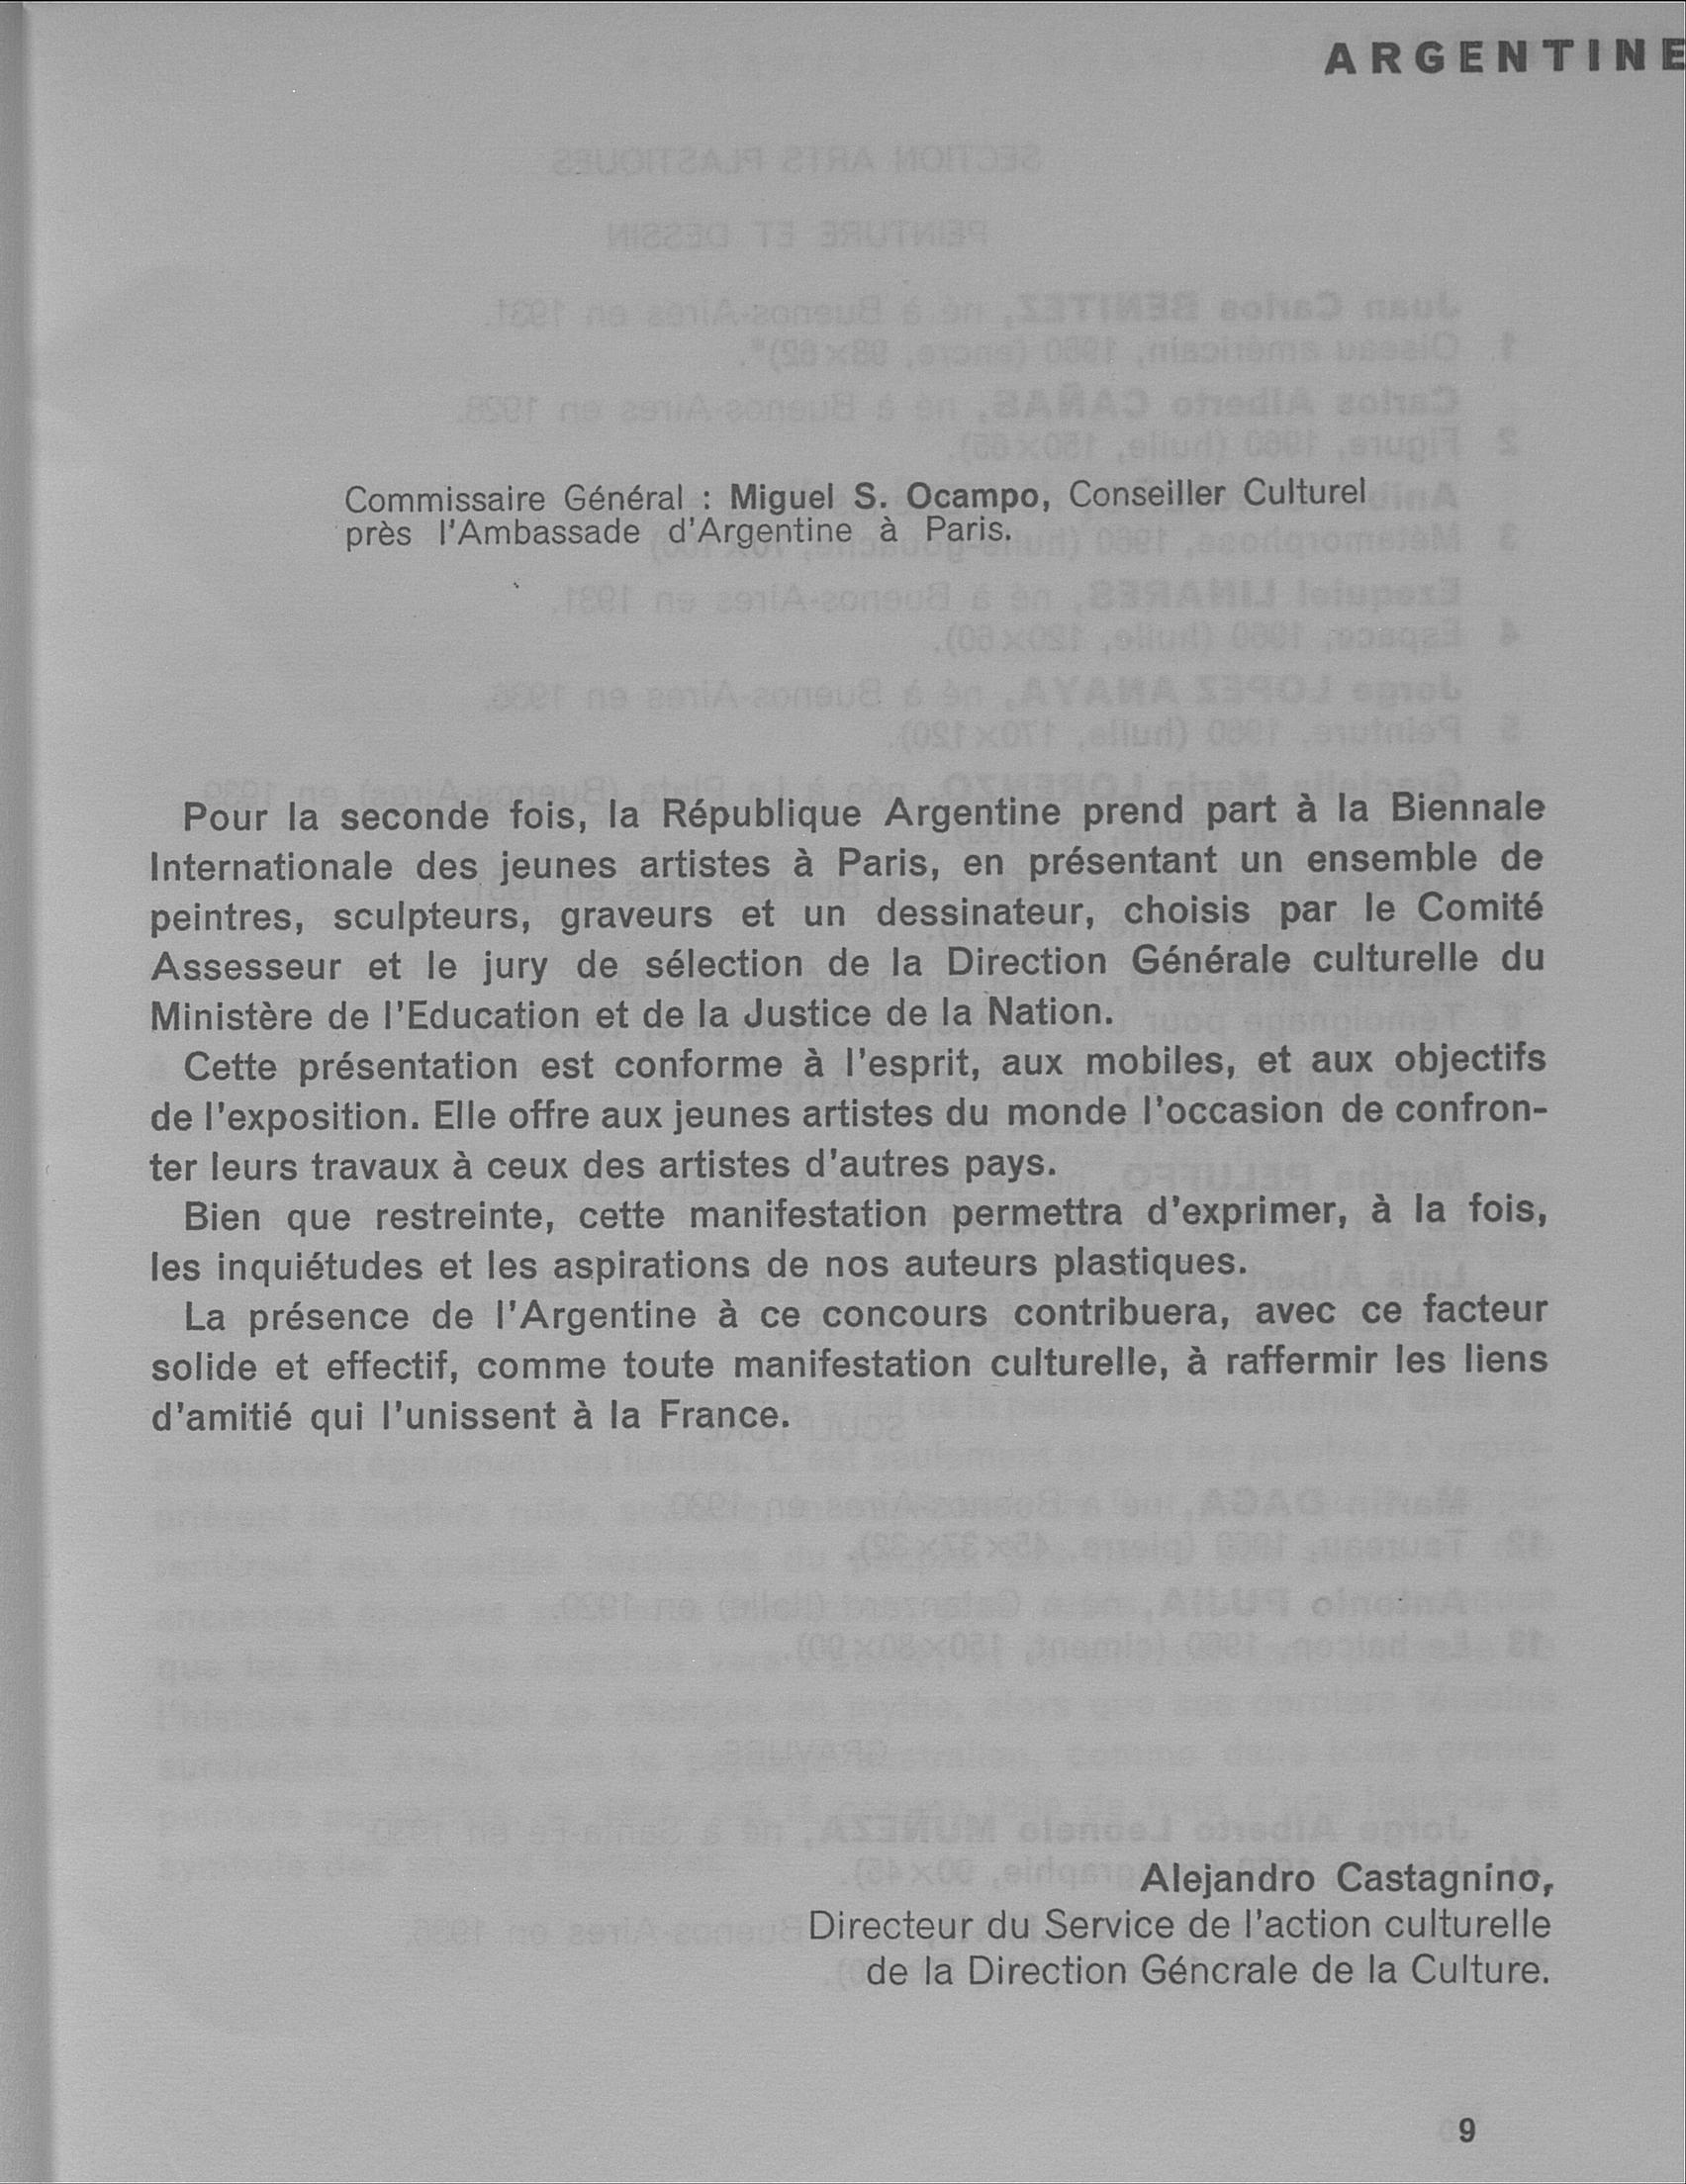 ARGENTINE
Commissaire Général : Miguel S. Ocampo, Conseiller Culturel
près l'Ambassade d'Argentine à Paris.
Pour la seconde fois, la République Argentine prend part à la Biennale
Internationale des jeunes artistes à Paris, en présentant un ensemble de
peintres, sculpteurs, graveurs et un dessinateur, choisis par le Comité
Assesseur et le jury de sélection de la Direction Générale culturelle du
Ministère de l'Education et de la Justice de la Nation.
Cette présentation est conforme à l'esprit, aux mobiles, et aux objectifs
de l'exposition. Elle offre aux jeunes artistes du monde l'occasion de confron-
ter leurs travaux à ceux des artistes d'autres pays.
Bien que restreinte, cette manifestation permettra d'exprimer, à la fois,
les inquiétudes et les aspirations de nos auteurs plastiques.
La présence de l'Argentine à ce concours contribuera, avec ce facteur
solide et effectif, comme toute manifestation culturelle, à raffermir les liens
d'amitié qui l'unissent à la France.
Alejandro Castagnino,
Directeur du Service de l'action culturelle
de la Direction Géncrale de la Culture.
9